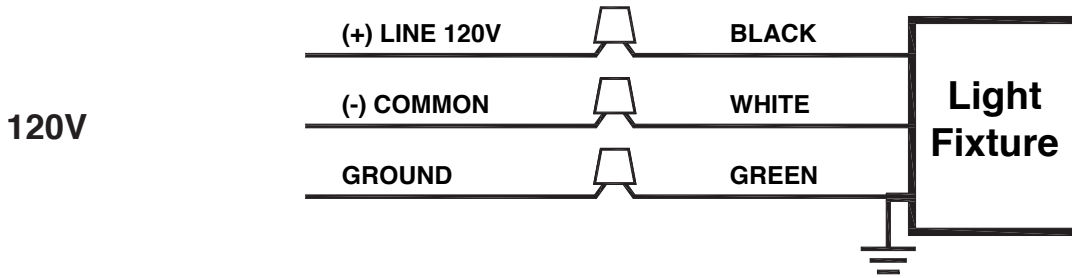 120V
(+) LINE 120V
BLACK
(-) COMMON
WHITE
GROUND
GREEN
Light
Fixture